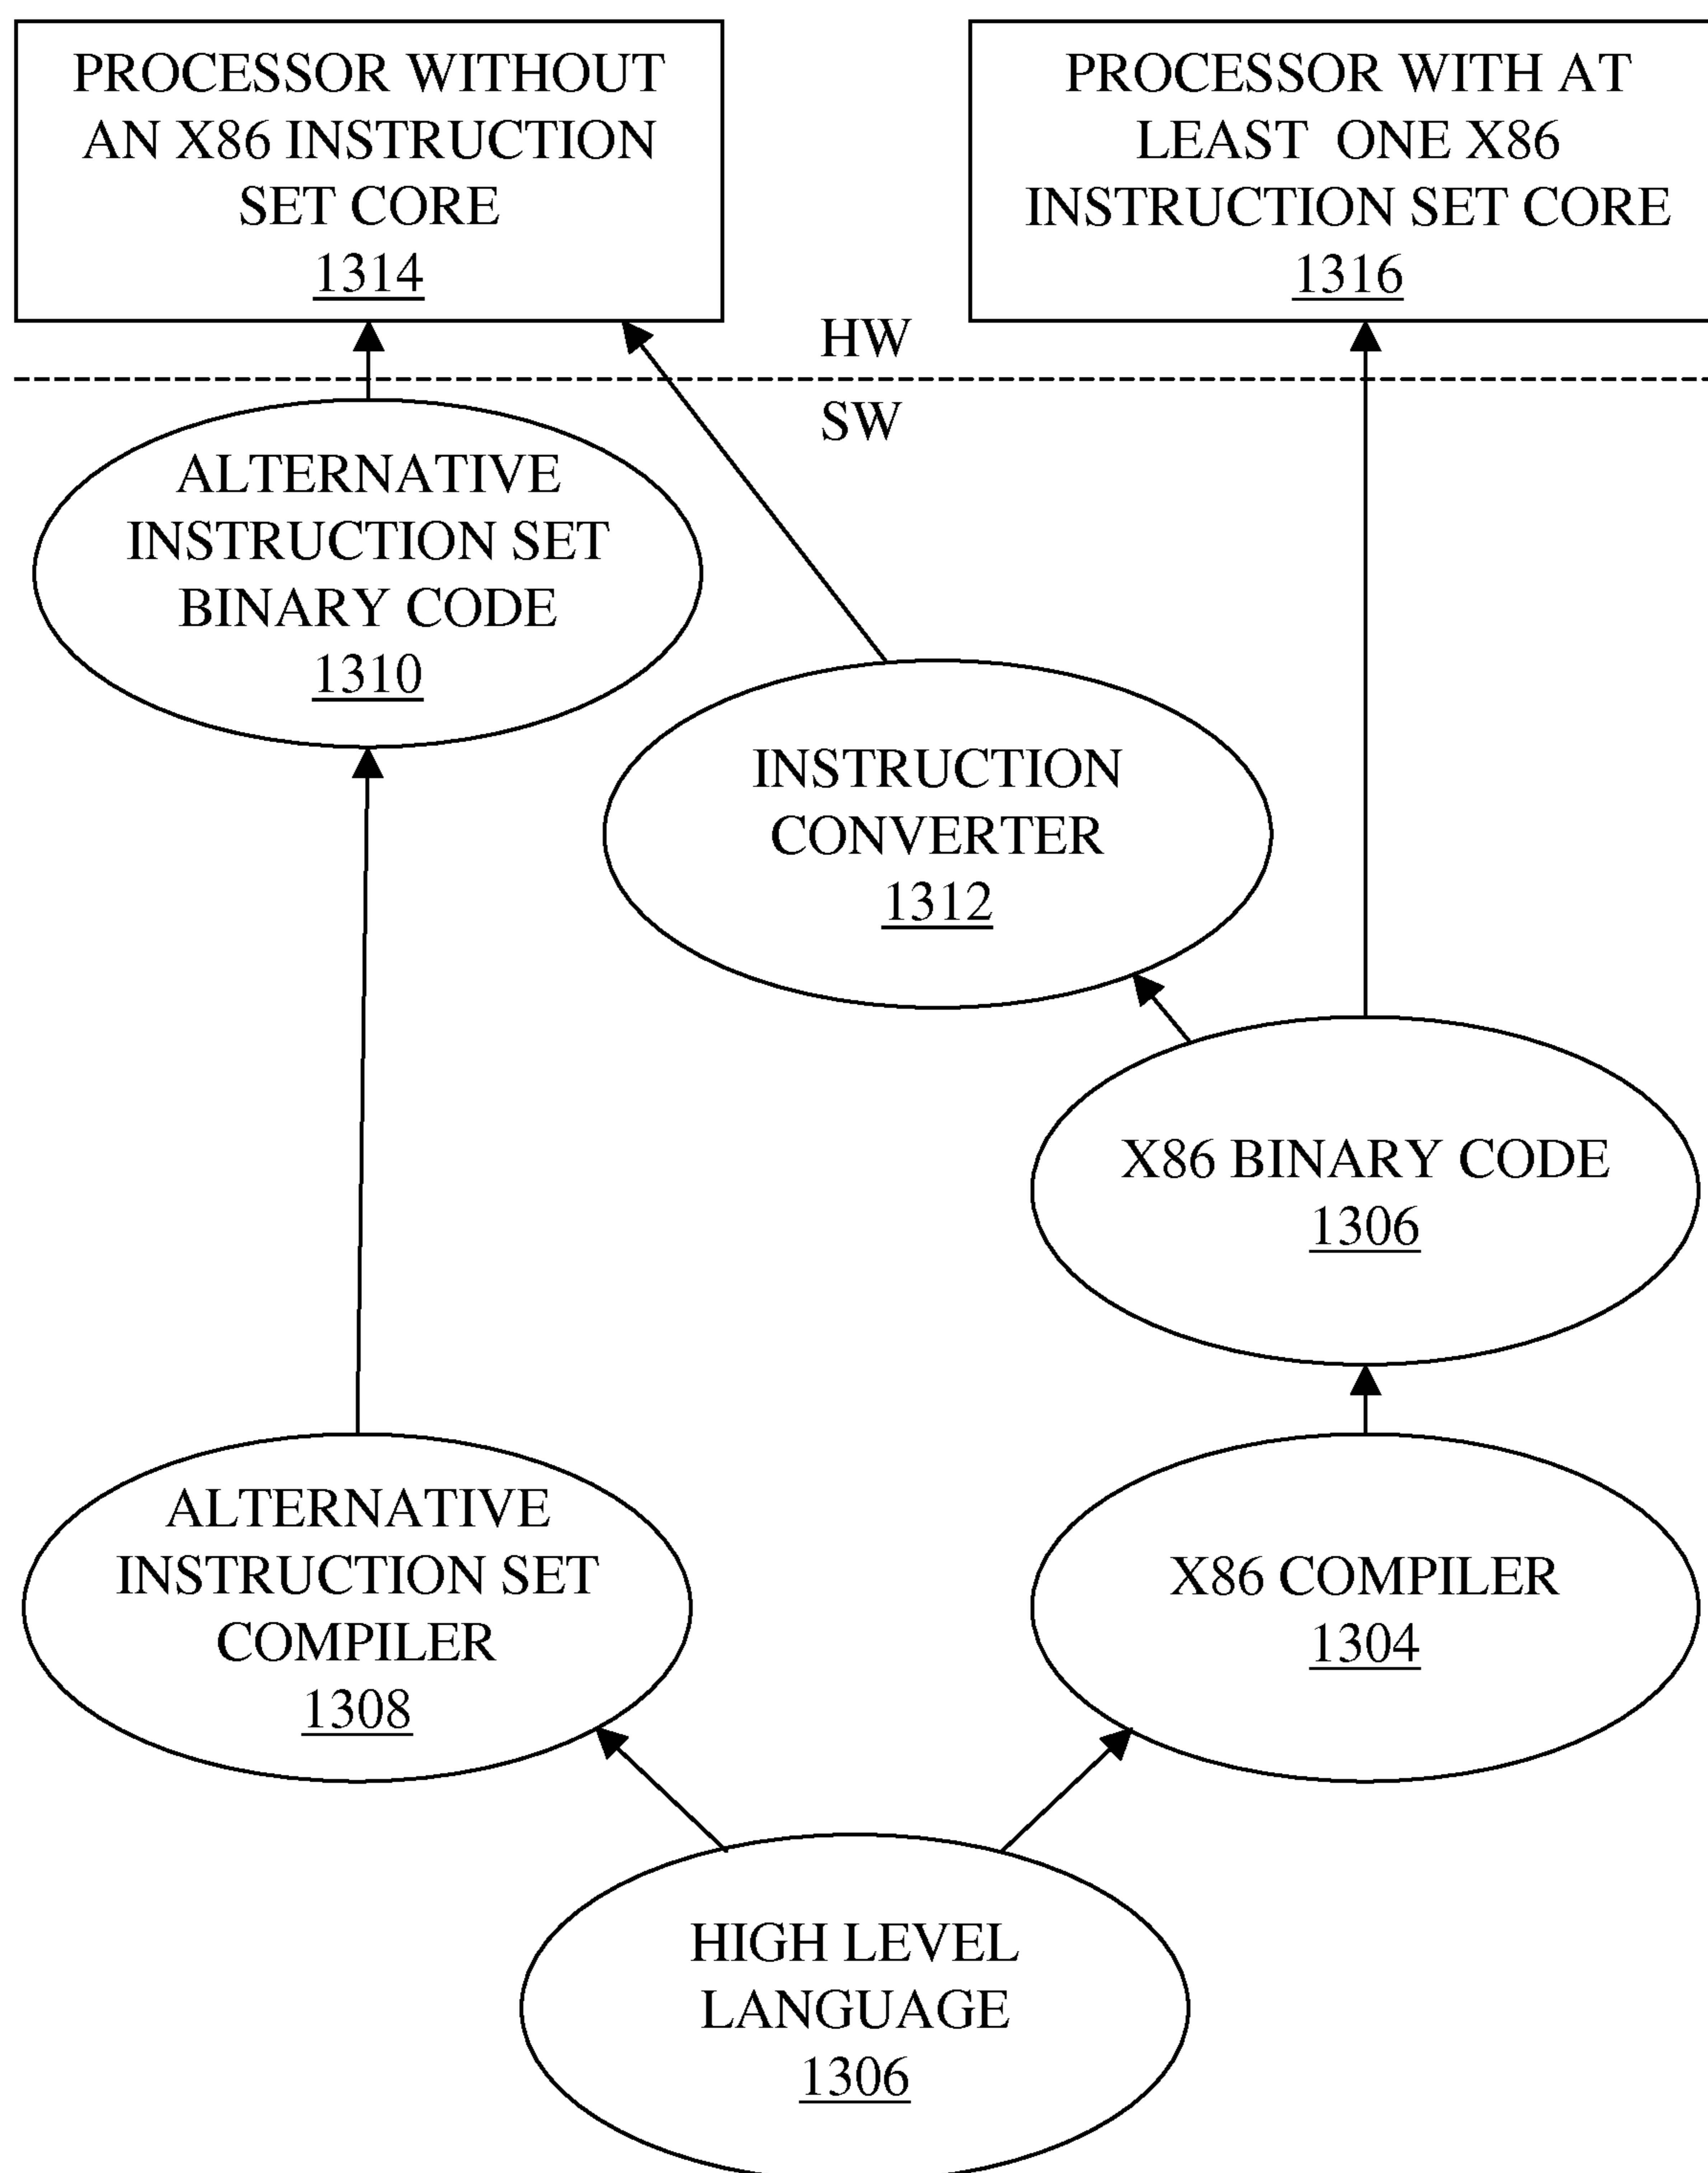 PROCESSOR WITHOUT
AN X86 INSTRUCTION
SET CORE
1314
PROCESSOR WITH AT
LEAST ONE X86
INSTRUCTION SET CORE
1316
HW
SW
ALTERNATIVE
INSTRUCTION SET
BINARY CODE
1310
INSTRUCTION
CONVERTER
1312
X86 BINARY CODE
1306
ALTERNATIVE
INSTRUCTION SET
COMPILER
1308
X86 COMPILER
1304
HIGH LEVEL
LANGUAGE
1306